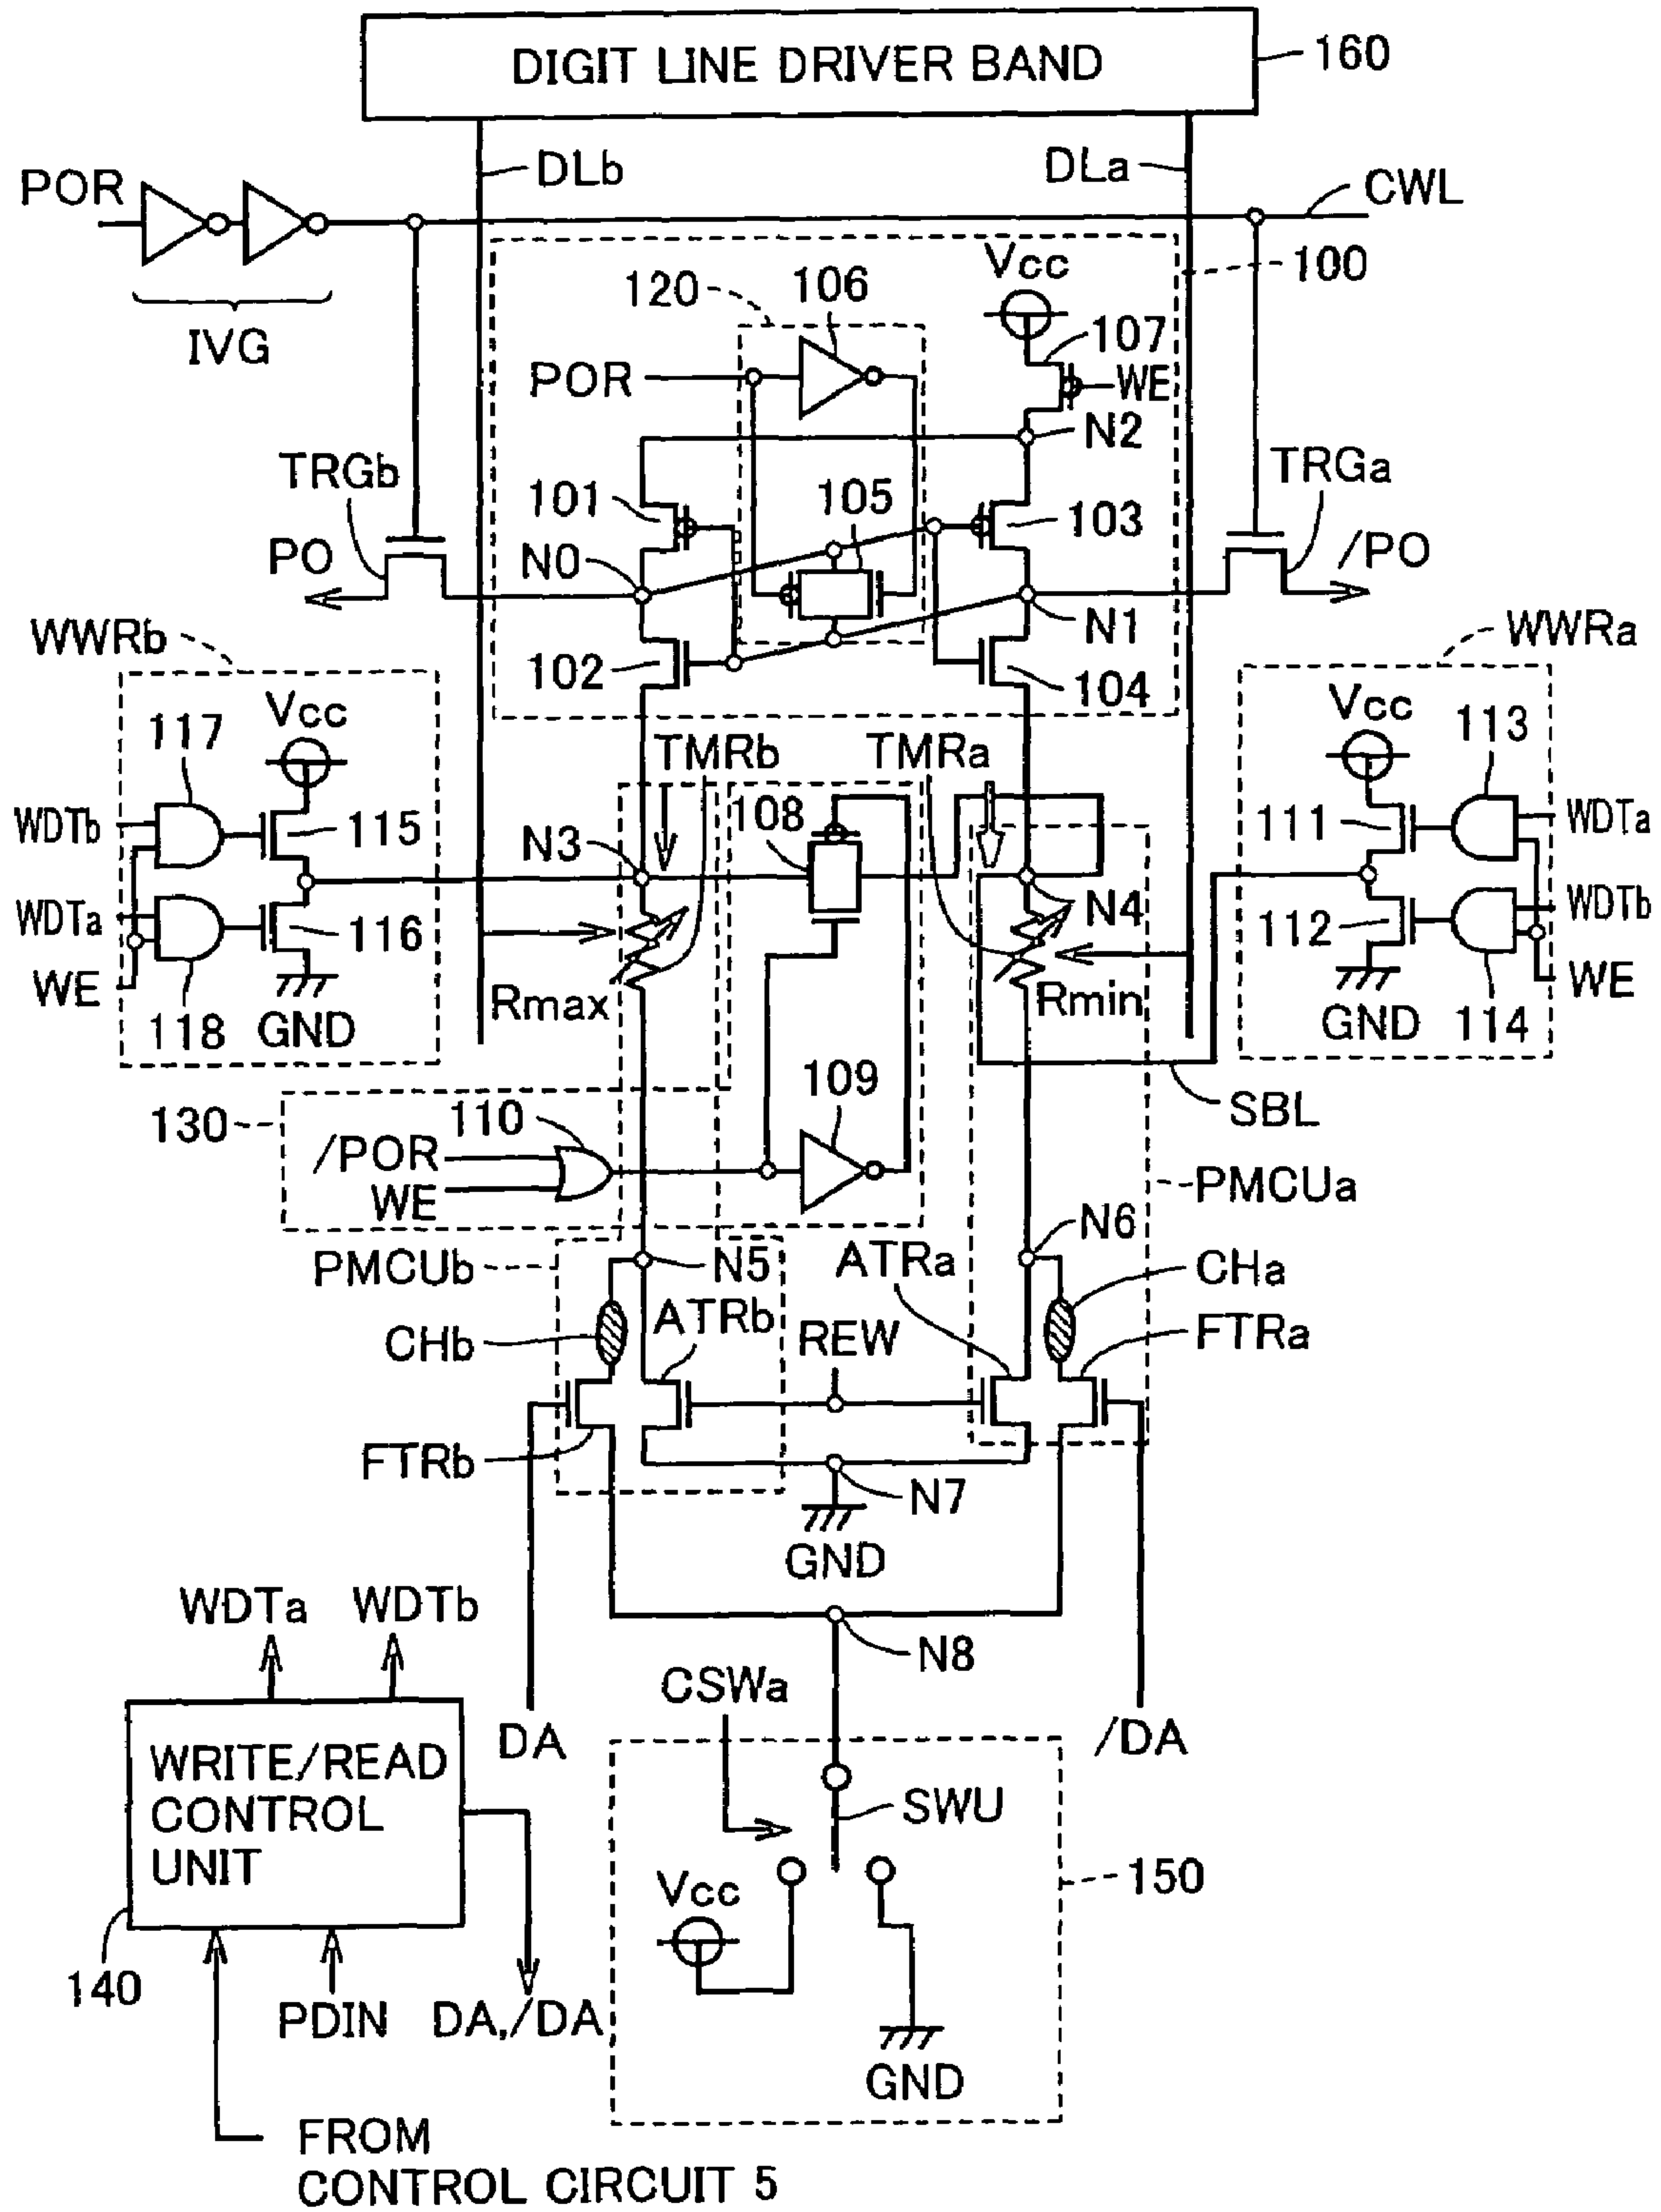 DIGIT LINE DRIVER BAND
160
DLb
DLa
POR
CWL
IVG
Vcc
100
120
106
107
POR
WE
N2
TRGb
TRGa
101
105
103
PO
/PO
N0
N1
WWRb
WWRa
102
104
Vcc
Vcc
117
113
TMRb
TMRa
108
WDTb
115
111
WDTa
N3
N4
WDTa
116
112
WDTb
WE
Rmax
Rmin
WE
118
GND
GND
114
109
SBL
130
110
/POR
WE
PMCUa
N6
PMCUb
N5
ATRa
CHa
ATRb
CHb
REW
FTRa
FTRb
N7
GND
WDTa
WDTb
N8
CSWa
DA
/DA
WRITE/READ
CONTROL
UNIT
SWU
Vcc
150
140
PDIN
DA,/DA
GND
FROM
CONTROL CIRCUIT 5